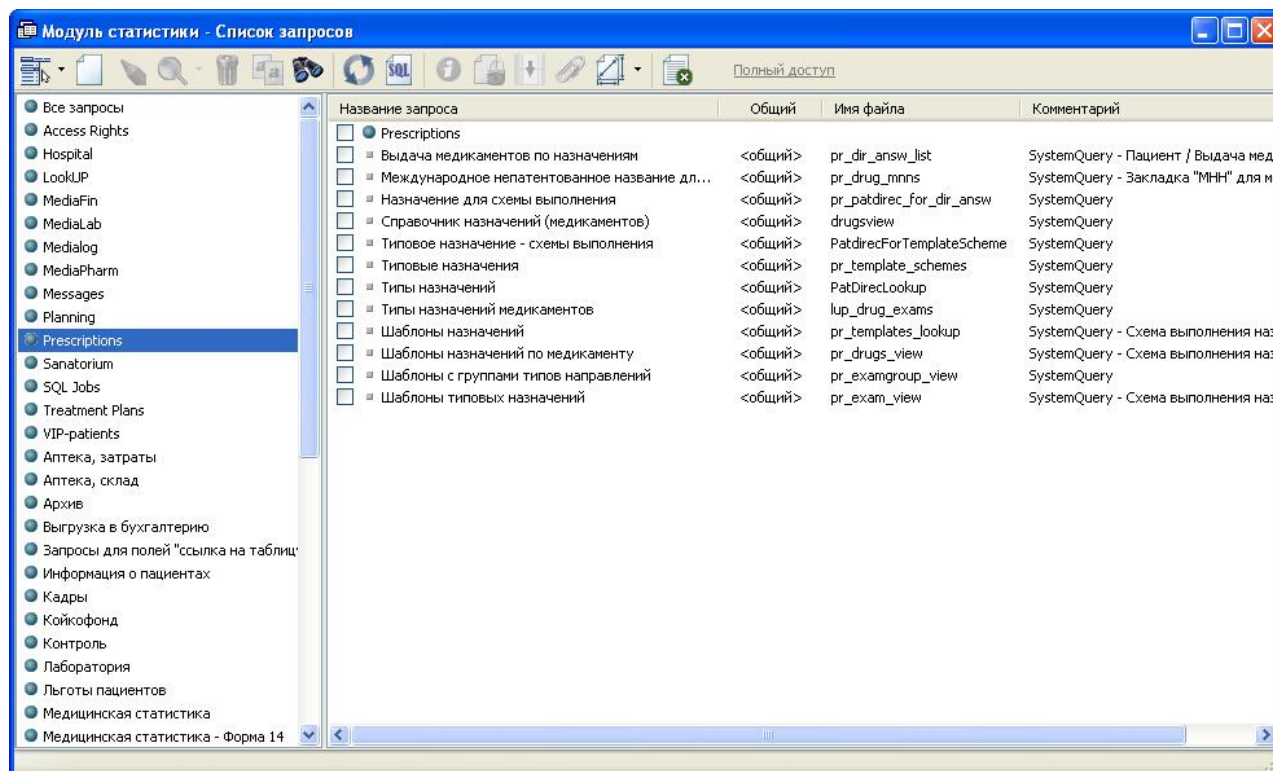 Модуль статистики - Список запросов
SQL
Полный доступ
Все запросы
Access Rights
Hospital
LookUP
MediaFin
MediaLab
Medialog
MediaPharm
Messages
Planning
Prescriptions
Sanatorium
SQL Jobs
Treatment Plans
VIP-patients
Аптека, затраты
Аптека, склад
Архив
Выгрузка в бухгалтерию
Запросы для полей "ссылка на таблиц
Информация о пациентах
Кадры
Койкофонд
Контроль
Лаборатория
Льготы пациентов
Медицинская статистика
Медицинская статистика - Форма 14
Название запроса Общий Имя файла Комментарий
Prescriptions
Выдача медикаментов по назначениям <общий> pr_dir_answ_list SystemQuery - Пациент / Выдача мед
Международное непатентованное название дл... <общий> pr_drug_mnns SystemQuery - Закладка "МНН" для м
Назначение для схемы выполнения <общий> pr_patdirec_for_dir_answ SystemQuery
Справочник назначений (медикаментов) <общий> drugsview SystemQuery
Типовое назначение - схемы выполнения <общий> PatdirecForTemplateScheme SystemQuery
Типовые назначения <общий> pr_template_schemes SystemQuery
Типы назначений <общий> PatDirecLookup SystemQuery
Типы назначений медикаментов <общий> lup_drug_exams SystemQuery
Шаблоны назначений <общий> pr_templates_lookup SystemQuery - Схема выполнения наз
Шаблоны назначений по медикаменту <общий> pr_drugs_view SystemQuery - Схема выполнения наз
Шаблоны с группами типов направлений <общий> pr_examgroup_view SystemQuery
Шаблоны типовых назначений <общий> pr_exam_view SystemQuery - Схема выполнения наз